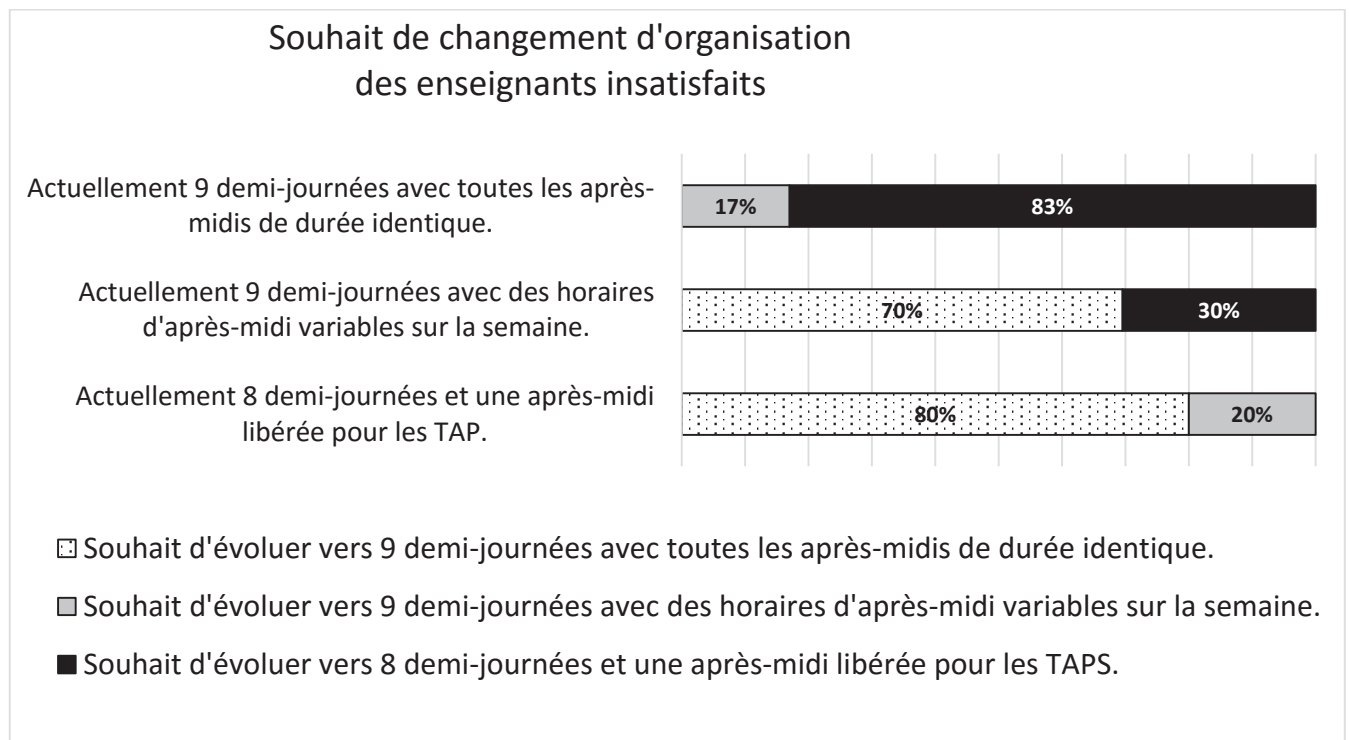 Souhait de changement d'organisation
des enseignants insatisfaits
Actuellement 9 demi-journées avec toutes les après-
midis de durée identique.
17%
83%
Actuellement 9 demi-journées avec des horaires
d'après-midi variables sur la semaine.
70%
30%
Actuellement 8 demi-journées et une après-midi
libérée pour les TAP.
80%
20%
Souhait d'évoluer vers 9 demi-journées avec toutes les après-midis de durée identique.
Souhait d'évoluer vers 9 demi-journées avec des horaires d'après-midi variables sur la semaine.
Souhait d'évoluer vers 8 demi-journées et une après-midi libérée pour les TAPS.